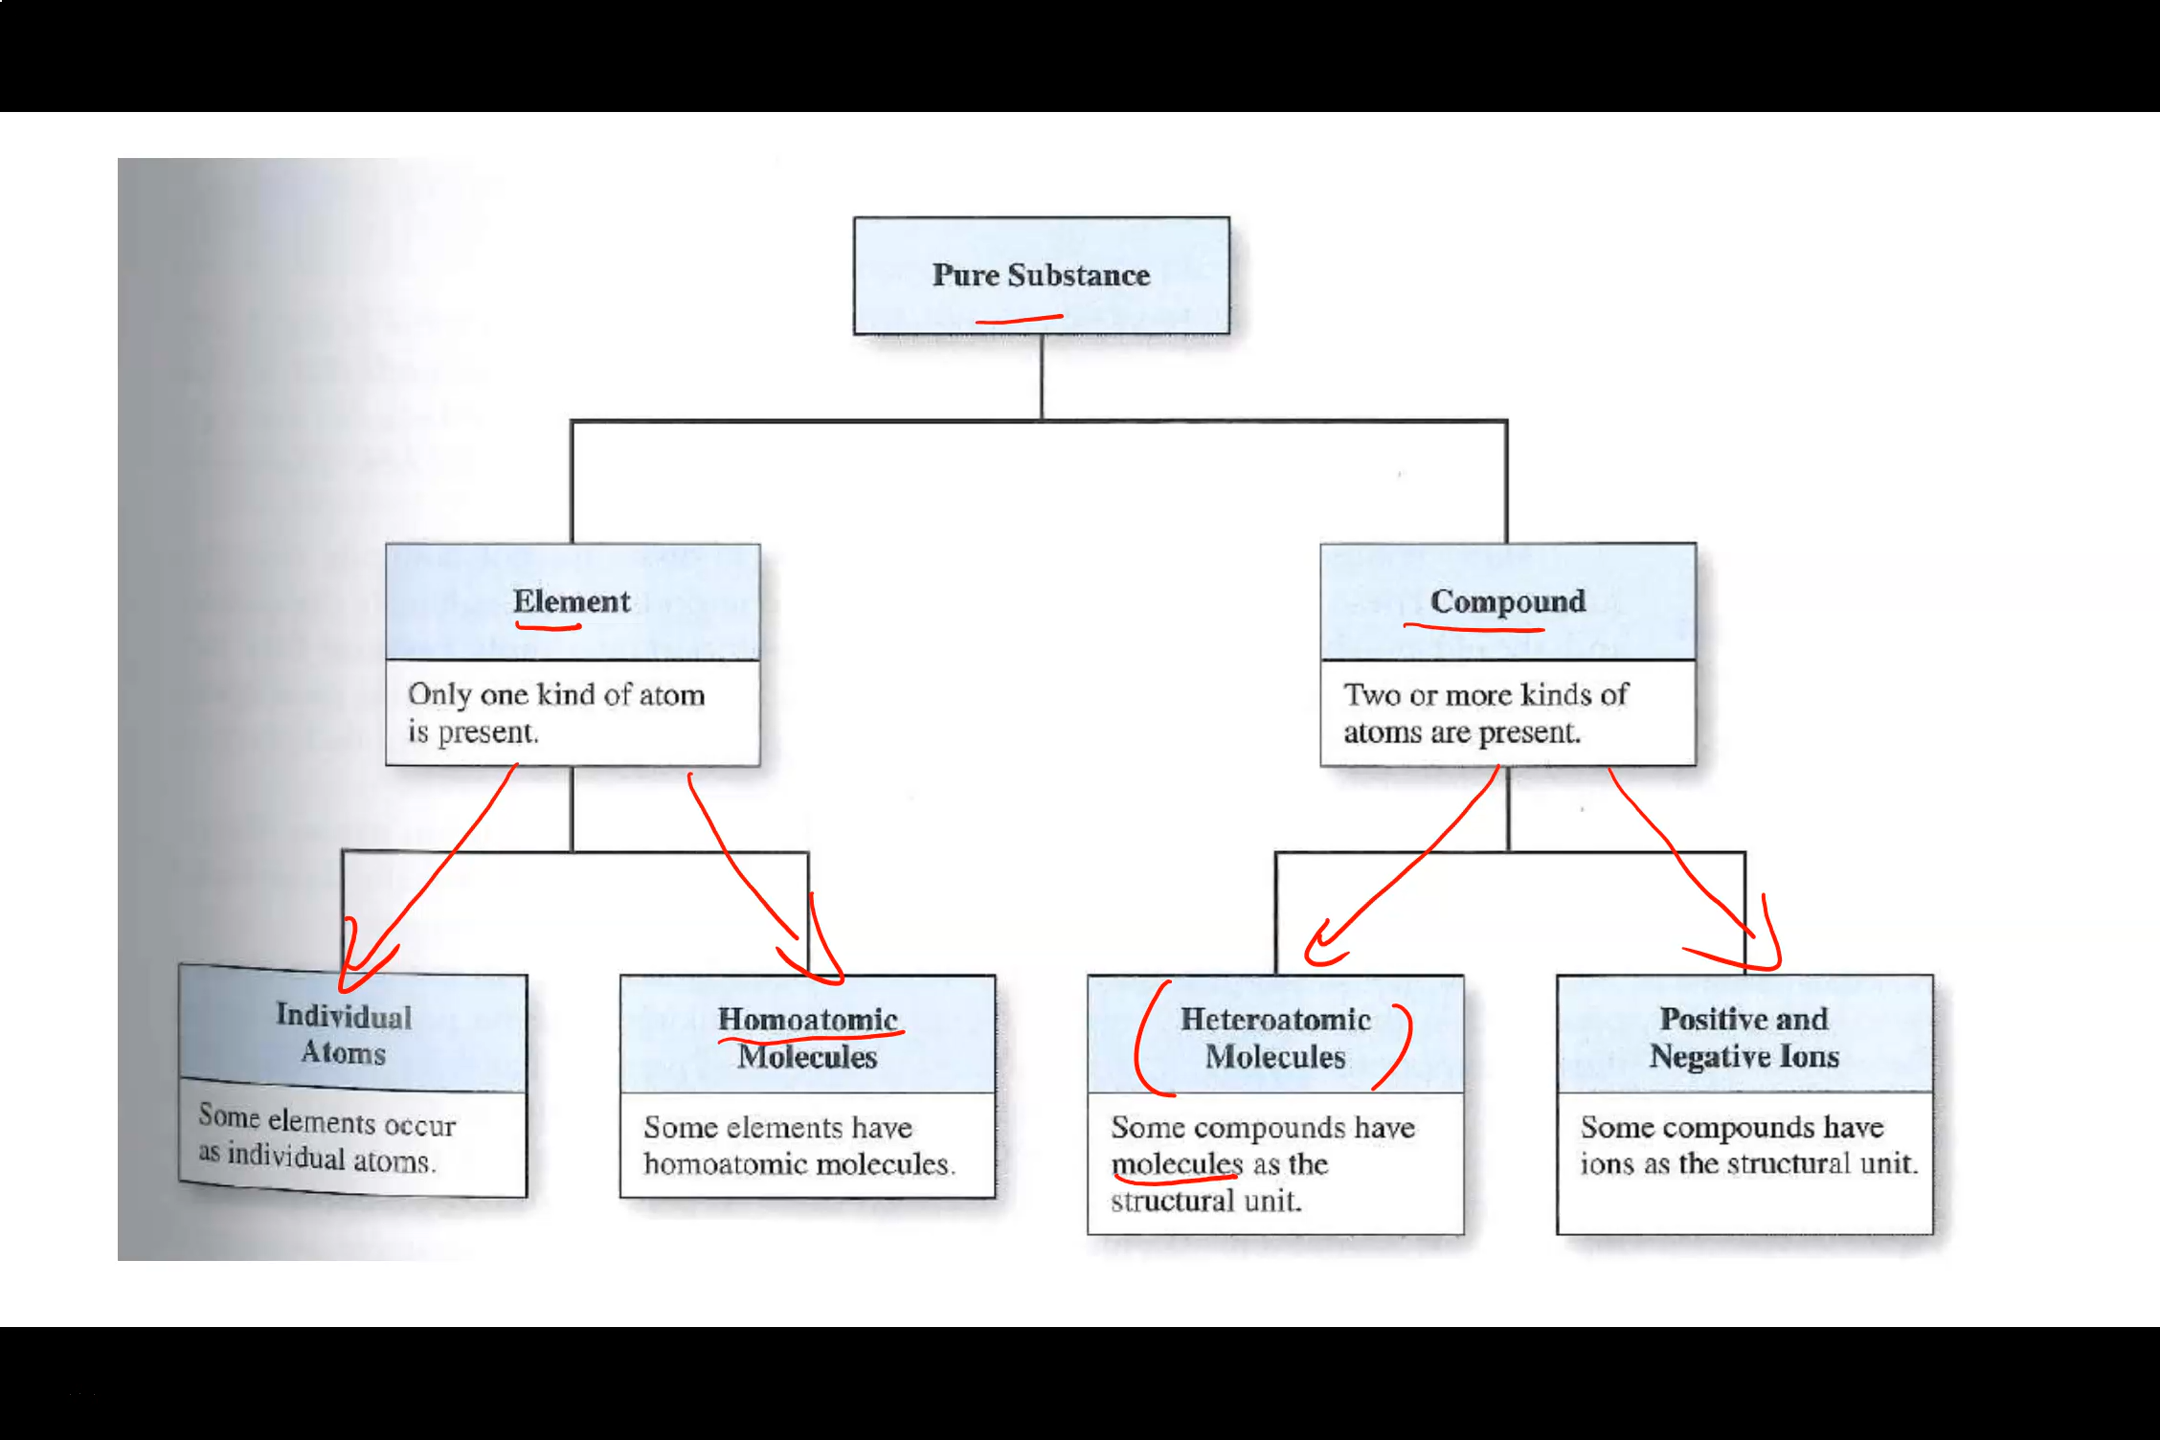 Pure Substance
Element
Only one kind of atom
is present.
Compound
Two or more kinds of
atoms are present.
Individual
Atoms
Some elements occur
as individual atoms.
Homoatomic
Molecules
Some elements have
homoatomic molecules.
Heteroatomic
Molecules
Some compounds have
molecules as the
structural unit.
Positive and
Negative Ions
Some compounds have
ions as the structural unit.